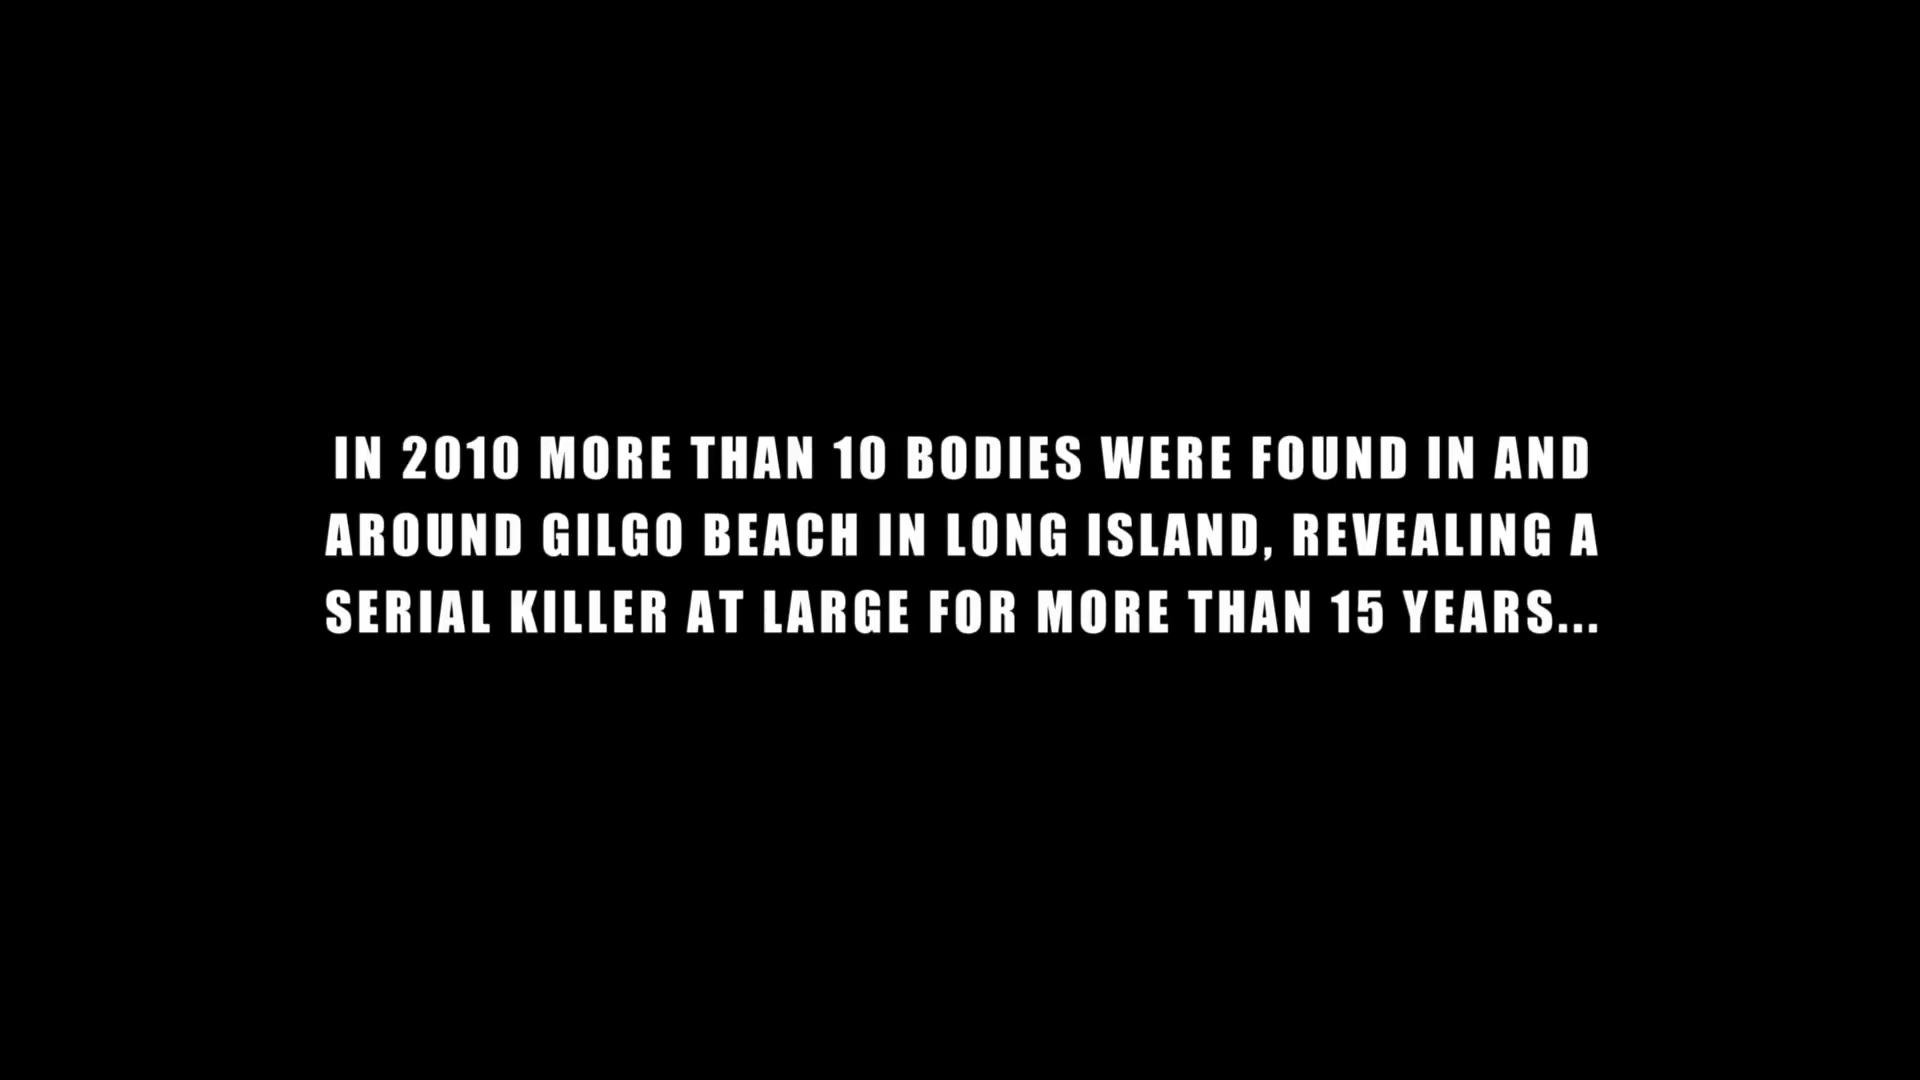 IN 2010 MORE THAN 10 BODIES WERE FOUND IN AND
AROUND GILGO BEACH IN LONG ISLAND, REVEALING A
SERIAL KILLER AT LARGE FOR MORE THAN 15 YEARS...